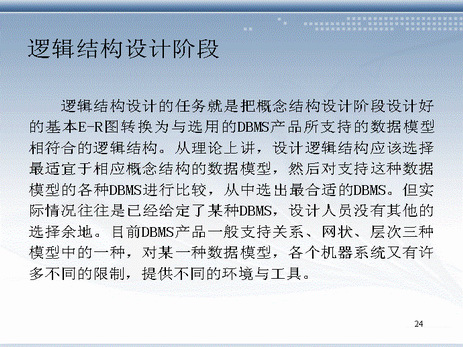 逻辑结构设计阶段
逻辑结构设计的任务就是把概念结构设计阶段设计好
的基本E-R图转换为与选用的DBMS产品所支持的数据模型
相符合的逻辑结构。从理论上讲，设计逻辑结构应该选择
最适宜于相应概念结构的数据模型，然后对支持这种数据
模型的各种DBMS进行比较，从中选出最合适的DBMS。但实
际情况往往是已经给定了某种DBMS，设计人员没有其他的
选择余地。目前DBMS产品一般支持关系、网状、层次三种
模型中的一种，对某一种数据模型，各个机器系统又有许
多不同的限制，提供不同的环境与工具。
24